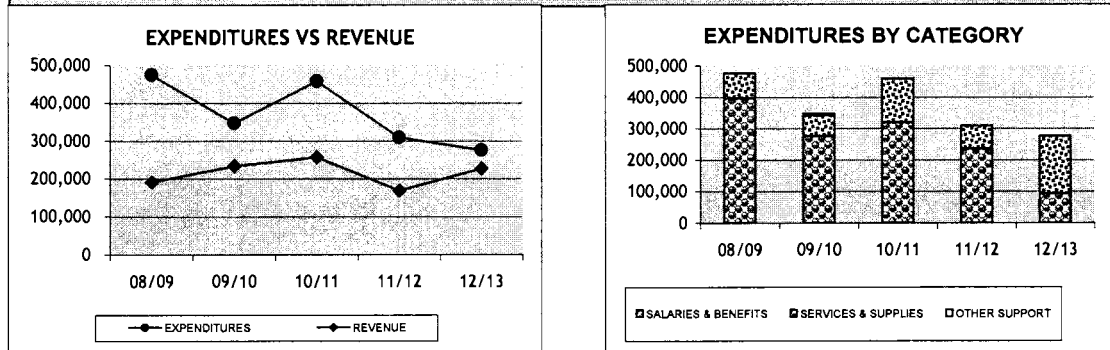 EXPENDITURES VS REVENUE
500,000
400,000
300,000
200,000
100,000
0
08/09 09/10 10/11 11/12 12/13
EXPENDITURES REVENUE
EXPENDITURES BY CATEGORY
500,000
400,000
300,000
200,000
100,000
0
08/09 09/10 10/11 11/12 12/13
SALARIES & BENEFITS SERVICES & SUPPLIES OTHER SUPPORT